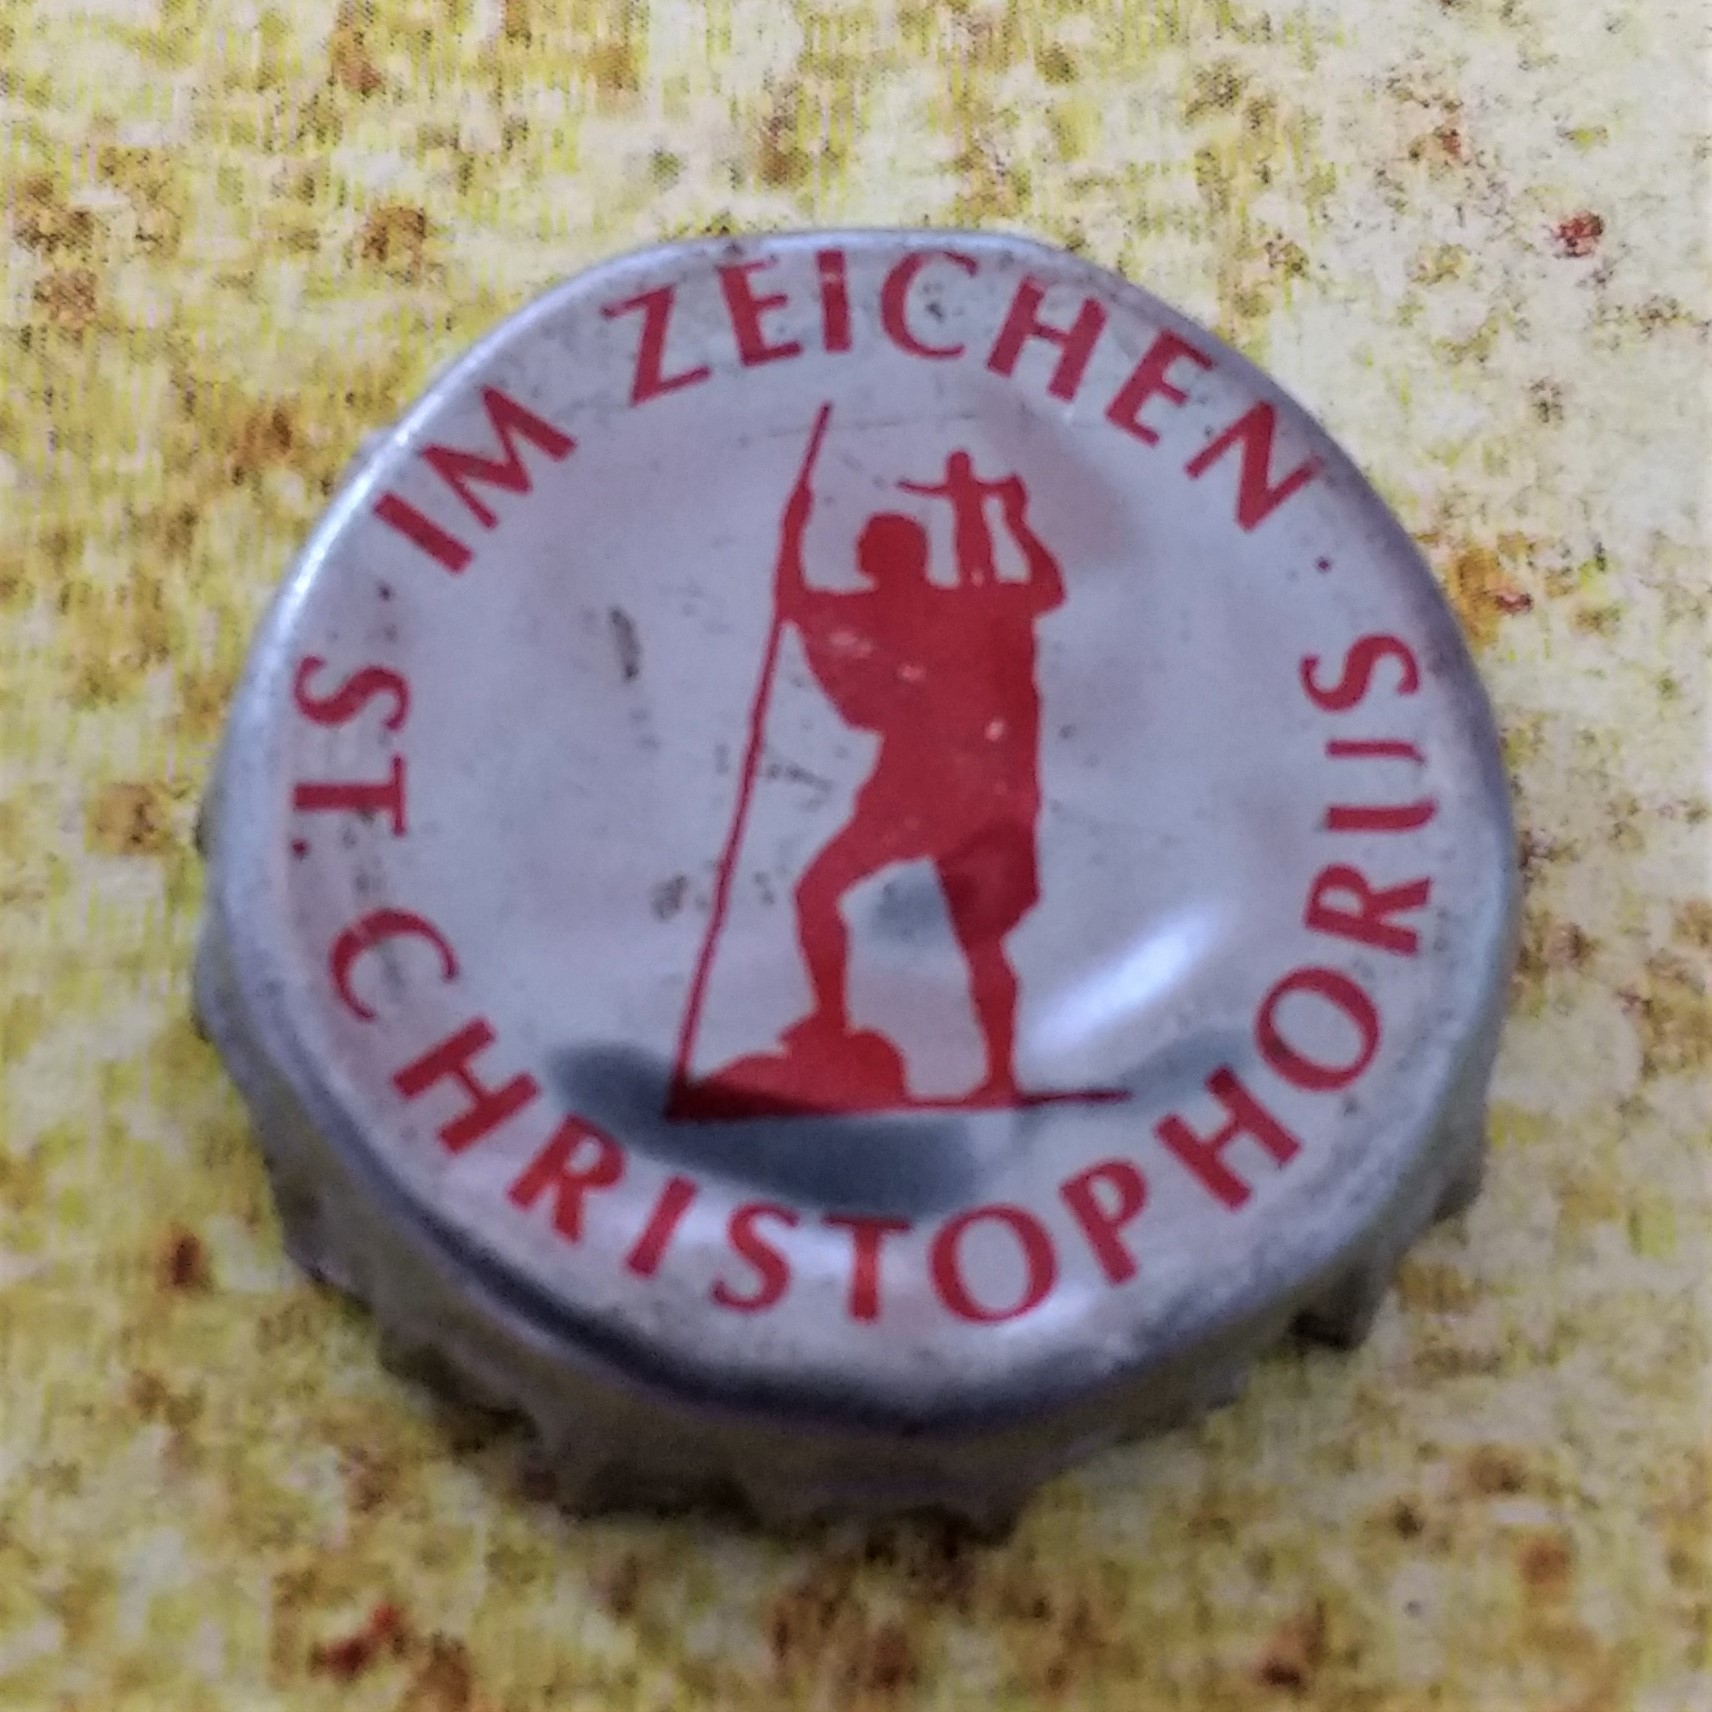 · IM ZEICHEN ·
ST. CHRISTOPHORUS